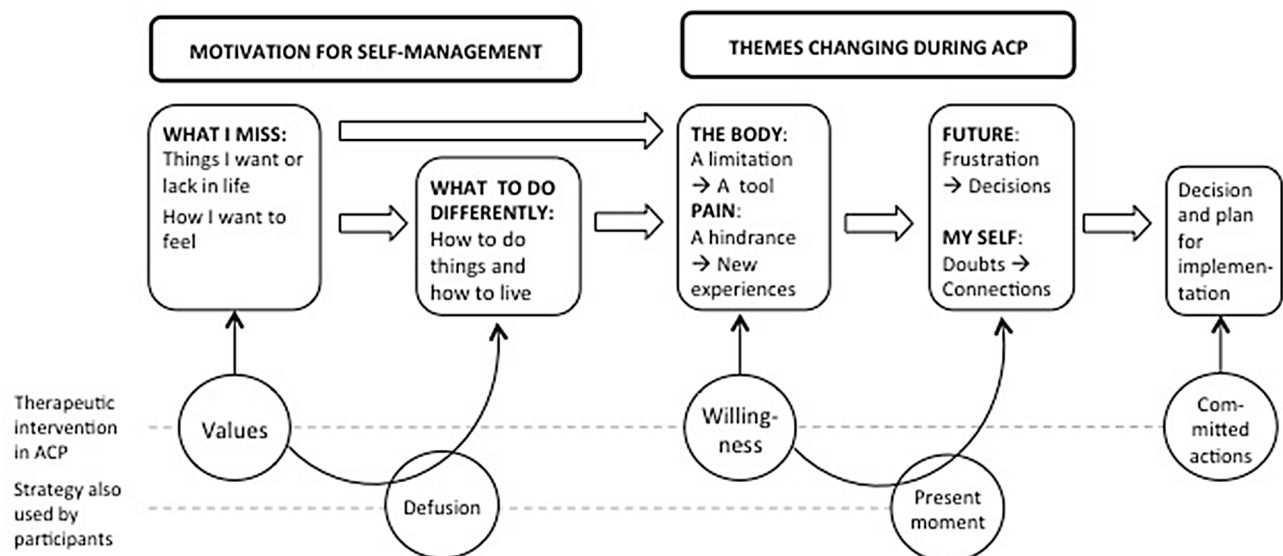 MOTIVATION FOR SELF-MANAGEMENT
THEMES CHANGING DURING ACP
WHAT I MISS:
Things I want or
lack in life
How I want to
feel
WHAT TO DO
DIFFERENTLY:
How to do
things and
how to live
THE BODY:
A limitation
→ A tool
PAIN:
A hindrance
→ New
experiences
FUTURE:
Frustration
→ Decisions
MY SELF:
Doubts →
Connections
Decision
and plan
for
implemen-
tation
Therapeutic
intervention
in ACP
Values
Willing-
ness
Com-
mitted
actions
Strategy also
used by
participants
Defusion
Present
moment